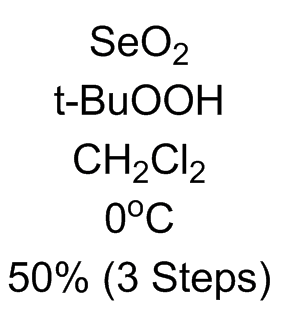 SeO₂
t-BuOOH
CH₂Cl₂
0ºC
50% (3 Steps)